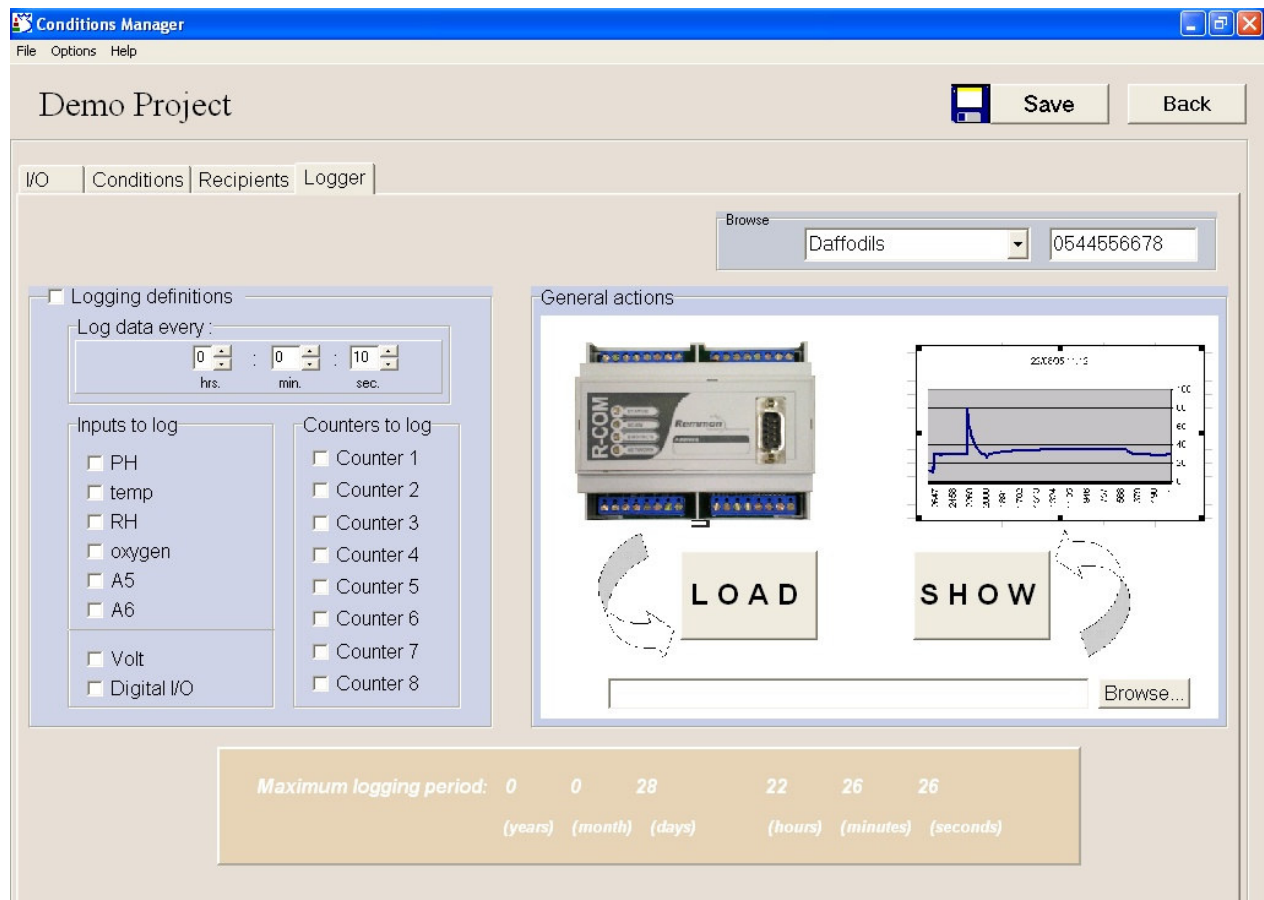 Conditions Manager
File Options Help
Demo Project
Save Back
I/O Conditions Recipients Logger
Browse
Daffodils 0544556678
Logging definitions
Log data every :
0 : 0 : 10
hrs. min. sec.
Inputs to log
PH
temp
RH
oxygen
A5
A6
Volt
Digital I/O
Counters to log
Counter 1
Counter 2
Counter 3
Counter 4
Counter 5
Counter 6
Counter 7
Counter 8
General actions
R-COM
LOAD
SHOW
Browse...
Maximum logging period: 0 0 28 22 26 26
(years) (month) (days) (hours) (minutes) (seconds)